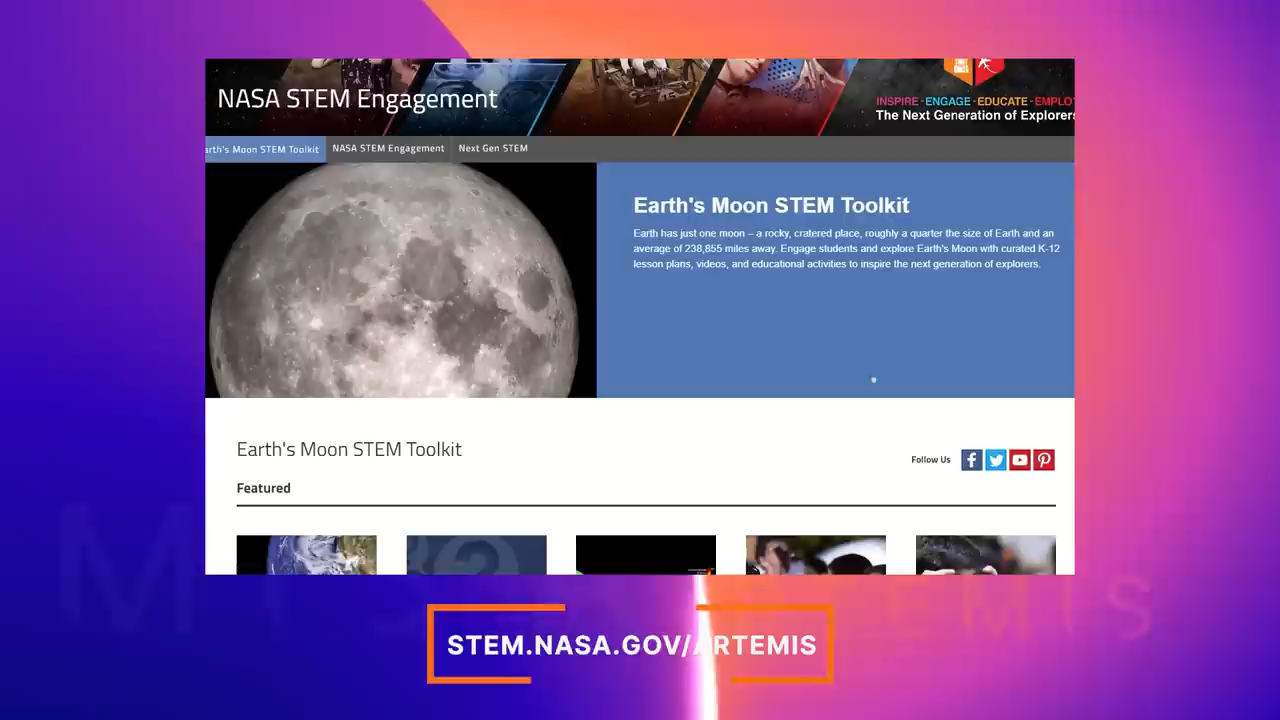 NASA STEM Engagement
INSPIRE - ENGAGE - EDUCATE - EMPLO
The Next Generation of Explorers
arth's Moon STEM Toolkit NASA STEM Engagement Next Gen STEM
Earth's Moon STEM Toolkit
Earth has just one moon – a rocky, cratered place, roughly a quarter the size of Earth and an
average of 238,855 miles away. Engage students and explore Earth's Moon with curated K-12
lesson plans, videos, and educational activities to inspire the next generation of explorers.
Earth's Moon STEM Toolkit
Follow Us
Featured
STEM.NASA.GOV/ARTEMIS